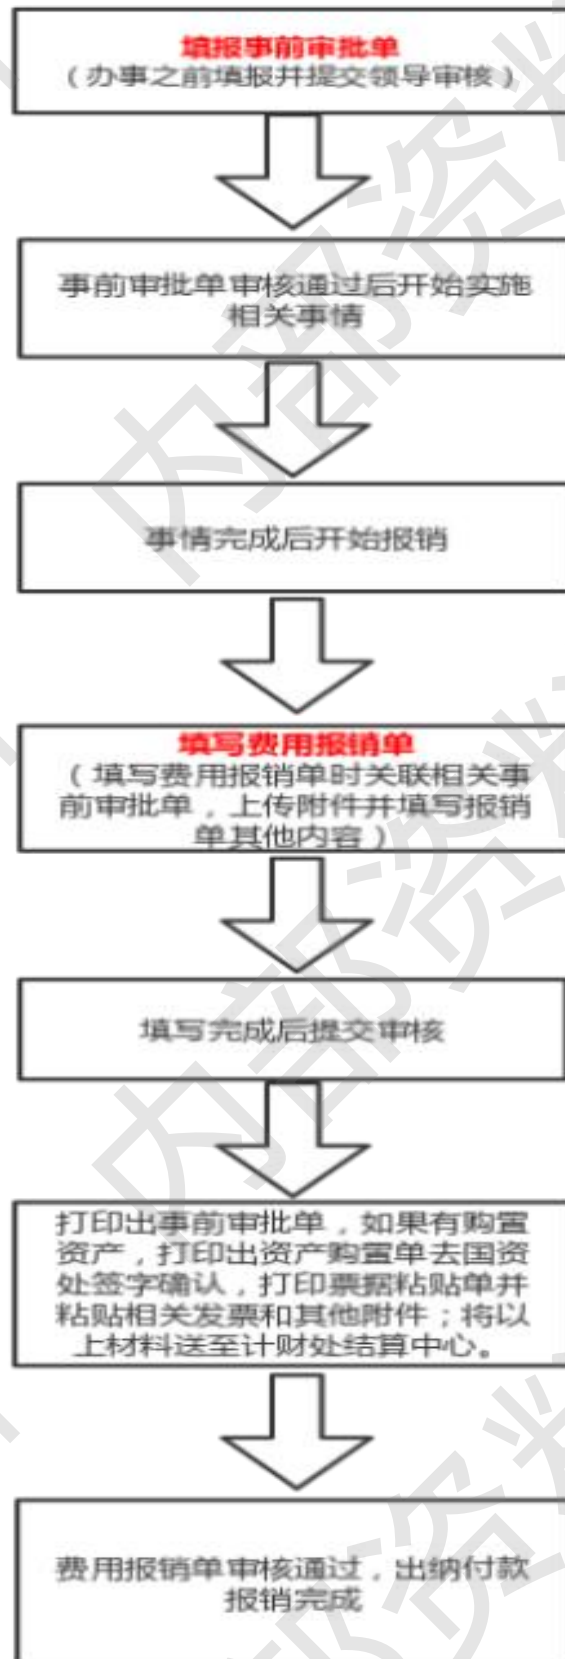 填报事前审批单
（办事之前填报并提交领导审核）
事前审批单审核通过后开始实施
相关事情
事情完成后开始报销
填写费用报销单
（填写费用报销单时关联相关事
前审批单，上传附件并填写报销
单其他内容）
填写完成后提交审核
打印出事前审批单，如果有购置
资产，打印出资产购置单去国资
处签字确认，打印票据粘贴单并
粘贴相关发票和其他附件；将以
上材料送至计财处结算中心。
费用报销单审核通过，出纳付款
报销完成
内部资料
内部资料